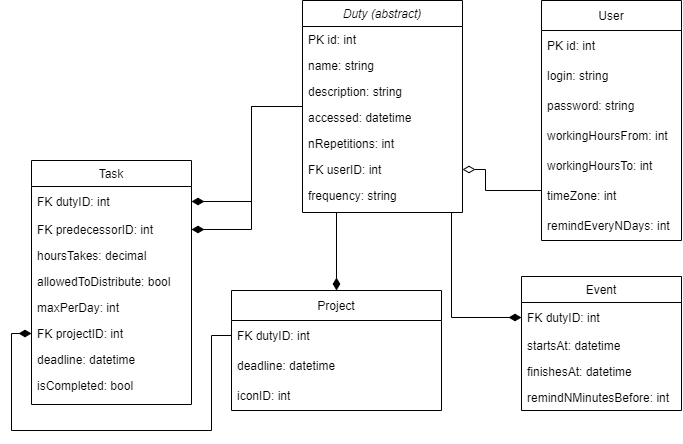 Duty (abstract)
PK id: int
name: string
description: string
accessed: datetime
nRepetitions: int
FK userID: int
frequency: string
User
PK id: int
login: string
password: string
workingHoursFrom: int
workingHoursTo: int
timeZone: int
remindEveryNDays: int
Task
FK dutyID: int
FK predecessorID: int
hoursTakes: decimal
allowedToDistribute: bool
maxPerDay: int
FK projectID: int
deadline: datetime
isCompleted: bool
Project
FK dutyID: int
deadline: datetime
iconID: int
Event
FK dutyID: int
startsAt: datetime
finishesAt: datetime
remindNMinutesBefore: int